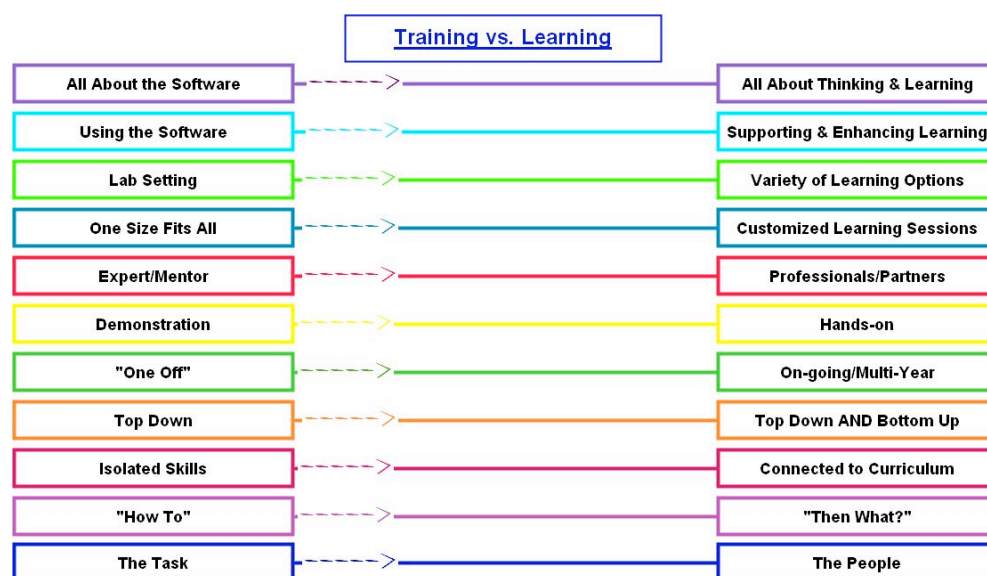 Training vs. Learning
All About the Software
All About Thinking & Learning
Using the Software
Supporting & Enhancing Learning
Lab Setting
Variety of Learning Options
One Size Fits All
Customized Learning Sessions
Expert/Mentor
Professionals/Partners
Demonstration
Hands-on
"One Off"
On-going/Multi-Year
Top Down
Top Down AND Bottom Up
Isolated Skills
Connected to Curriculum
"How To"
"Then What?"
The Task
The People